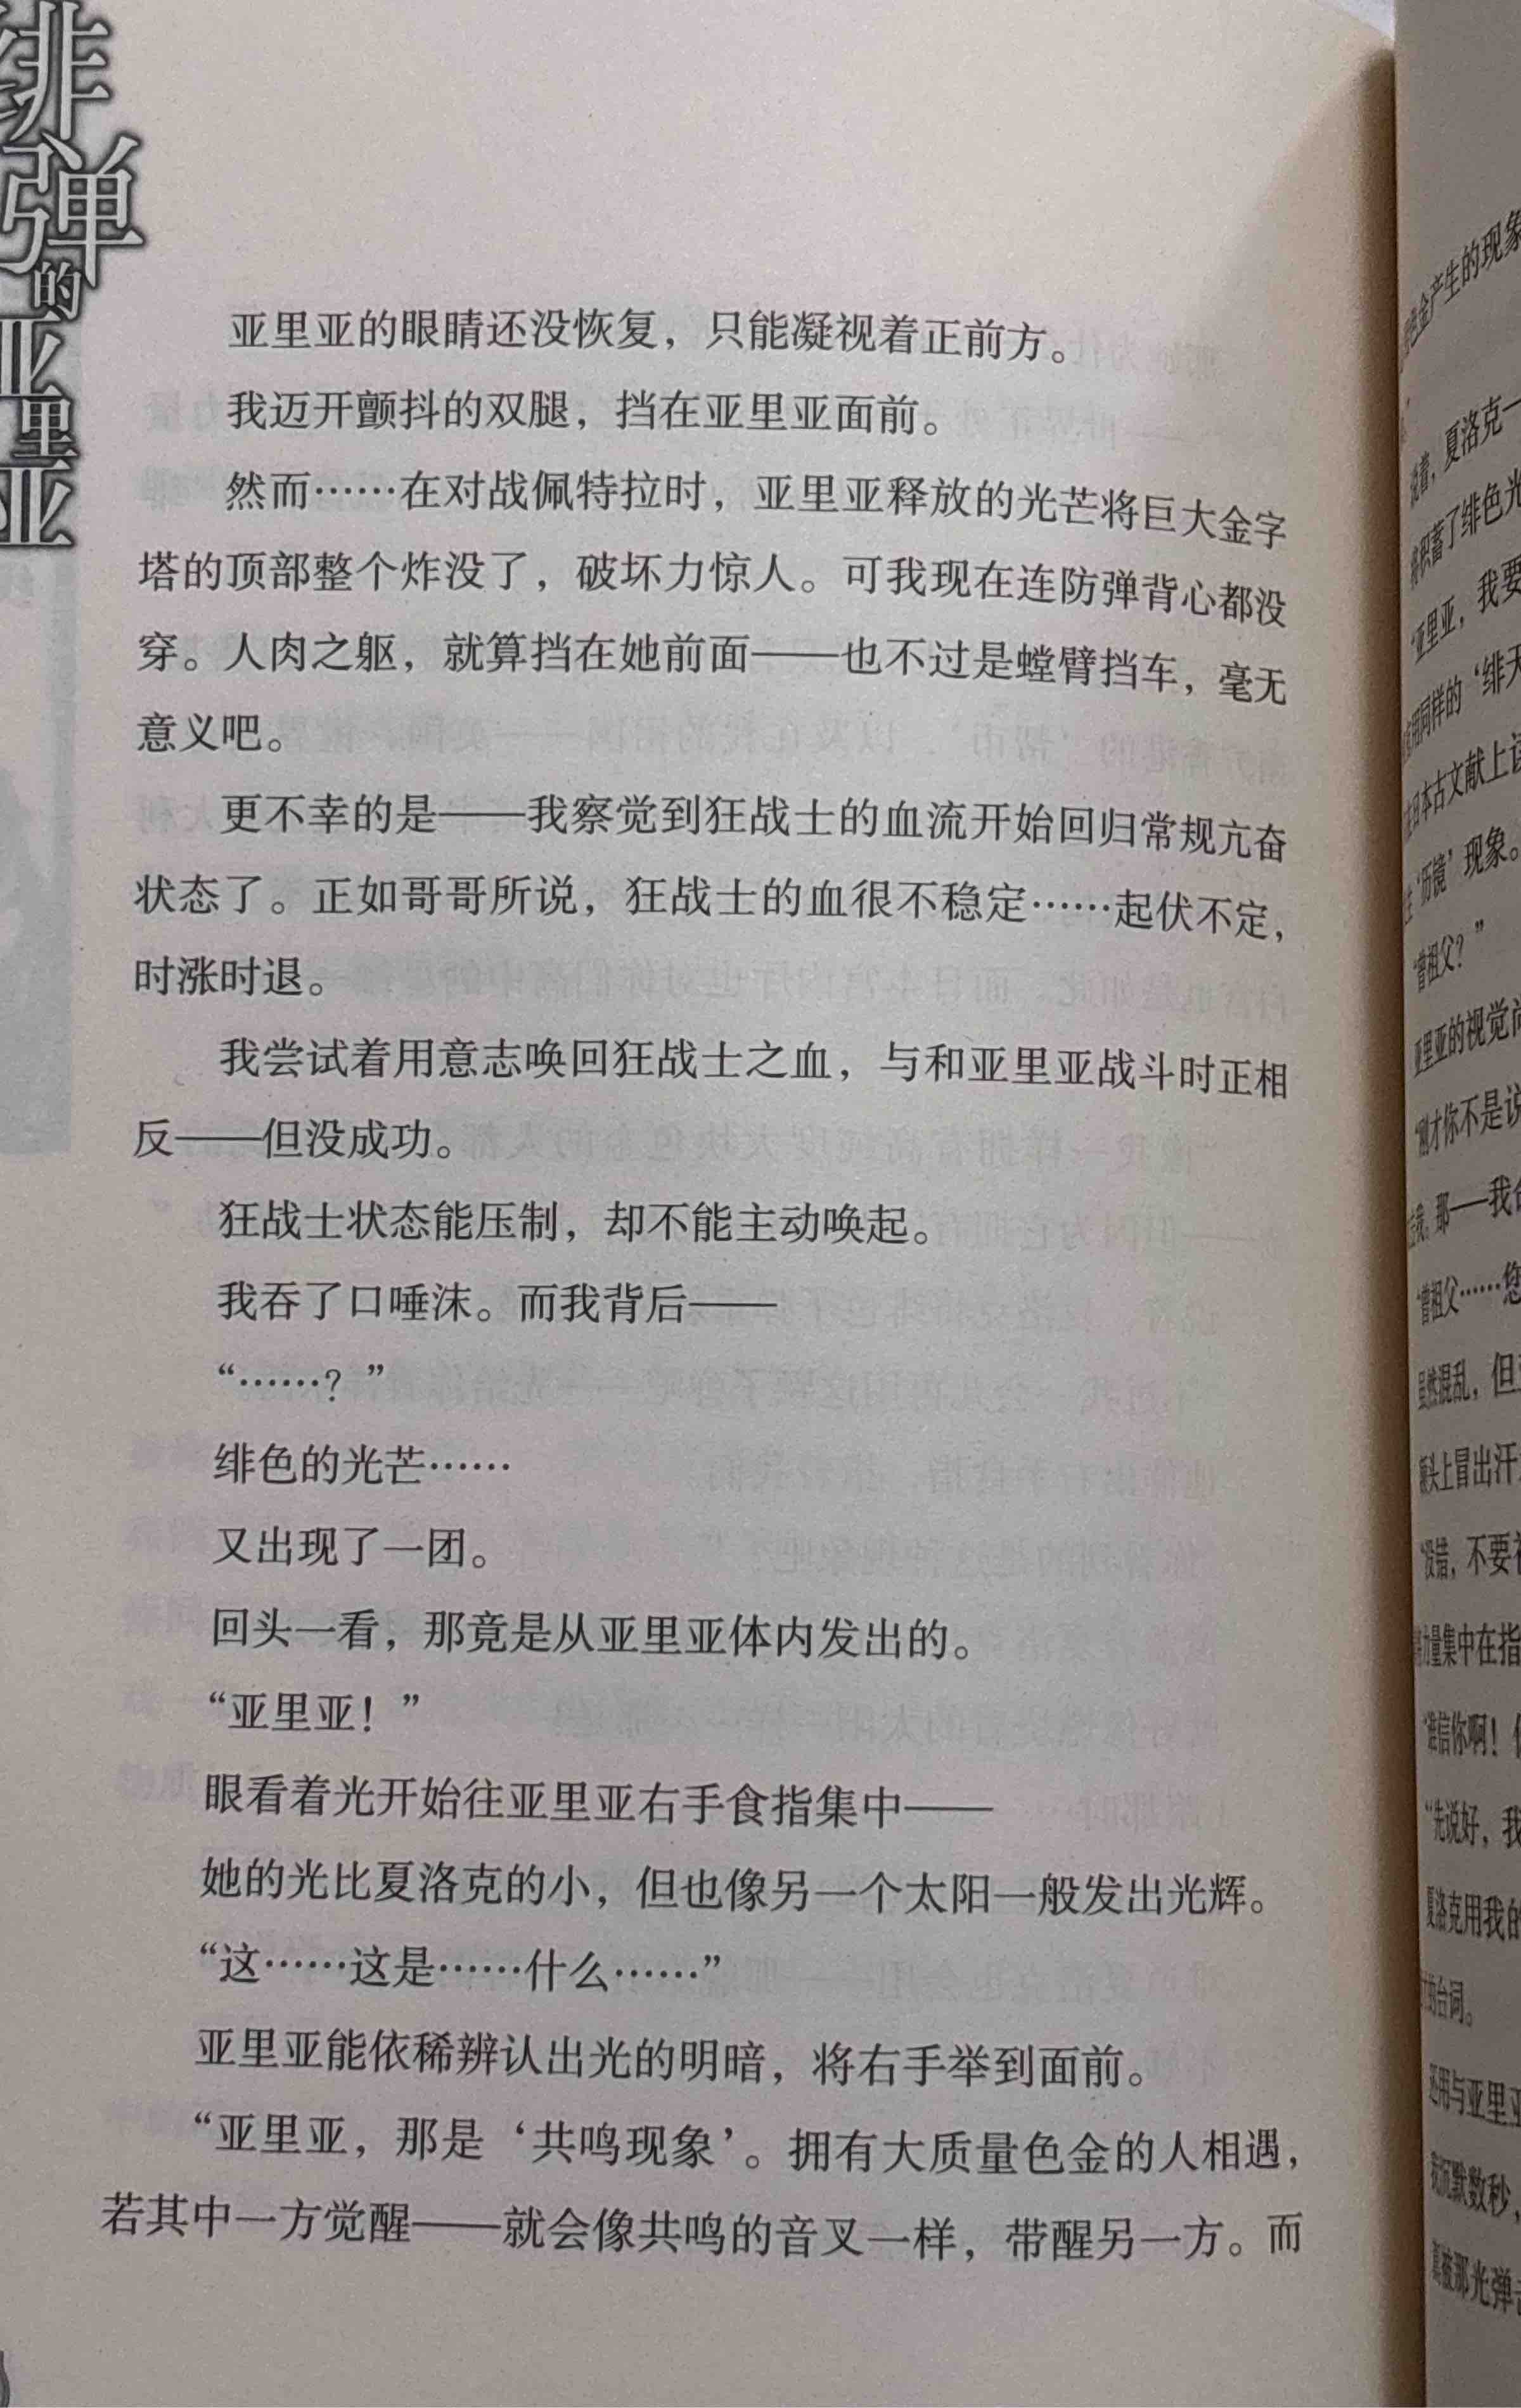 绯弹的亚里亚
亚里亚的眼睛还没恢复，只能凝视着正前方。
我迈开颤抖的双腿，挡在亚里亚面前。
然而……在对战佩特拉时，亚里亚释放的光芒将巨大金字
塔的顶部整个炸没了，破坏力惊人。可我现在连防弹背心都没
穿。人肉之躯，就算挡在她前面——也不过是螳臂挡车，毫无
意义吧。
更不幸的是——我察觉到狂战士的血流开始回归常规亢奋
状态了。正如哥哥所说，狂战士的血很不稳定……起伏不定，
时涨时退。
我尝试着用意志唤回狂战士之血，与和亚里亚战斗时正相
反——但没成功。
狂战士状态能压制，却不能主动唤起。
我吞了口唾沫。而我背后——
“……？”
绯色的光芒……
又出现了一团。
回头一看，那竟是从亚里亚体内发出的。
“亚里亚！”
眼看着光开始往亚里亚右手食指集中——
她的光比夏洛克的小，但也像另一个太阳一般发出光辉。
“这……这是……什么……”
亚里亚能依稀辨认出光的明暗，将右手举到面前。
“亚里亚，那是‘共鸣现象’。拥有大质量色金的人相遇，
若其中一方觉醒——就会像共鸣的音叉一样，带醒另一方。而
金产生的现象
说着，夏洛克一
将积蓄了绯色光
“亚里亚，我要
用同样的‘绯天
日本古文献上记
‘历镜’现象。
“曾祖父？”
亚里亚的视觉尚
“刚才你不是说
我，那——我
“曾祖父……您
虽然混乱，但
额头上冒出汗
“没错，不要
力量集中在指
“谁信你啊！
“先说好，我
夏洛克用我的
的台词。
还用与亚里亚
我沉默数秒，
被那光弹